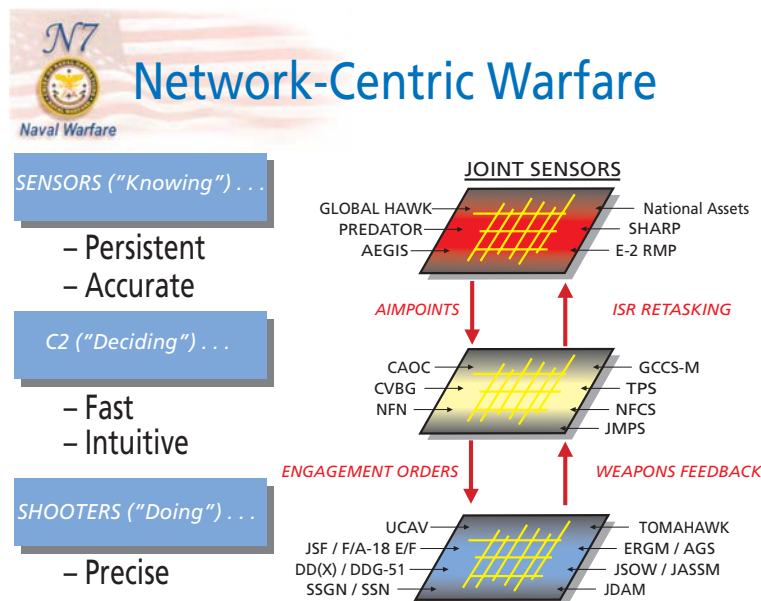 N7
Naval Warfare
Network-Centric Warfare
SENSORS ("Knowing") . . .
– Persistent
– Accurate
C2 ("Deciding") . . .
– Fast
– Intuitive
SHOOTERS ("Doing") . . .
– Precise
JOINT SENSORS
GLOBAL HAWK
PREDATOR
AEGIS
National Assets
SHARP
E-2 RMP
AIMPOINTS
ISR RETASKING
CAOC
CVBG
NFN
GCCS-M
TPS
NFCS
JMPS
ENGAGEMENT ORDERS
WEAPONS FEEDBACK
UCAV
JSF / F/A-18 E/F
DD(X) / DDG-51
SSGN / SSN
TOMAHAWK
ERGM / AGS
JSOW / JASSM
JDAM